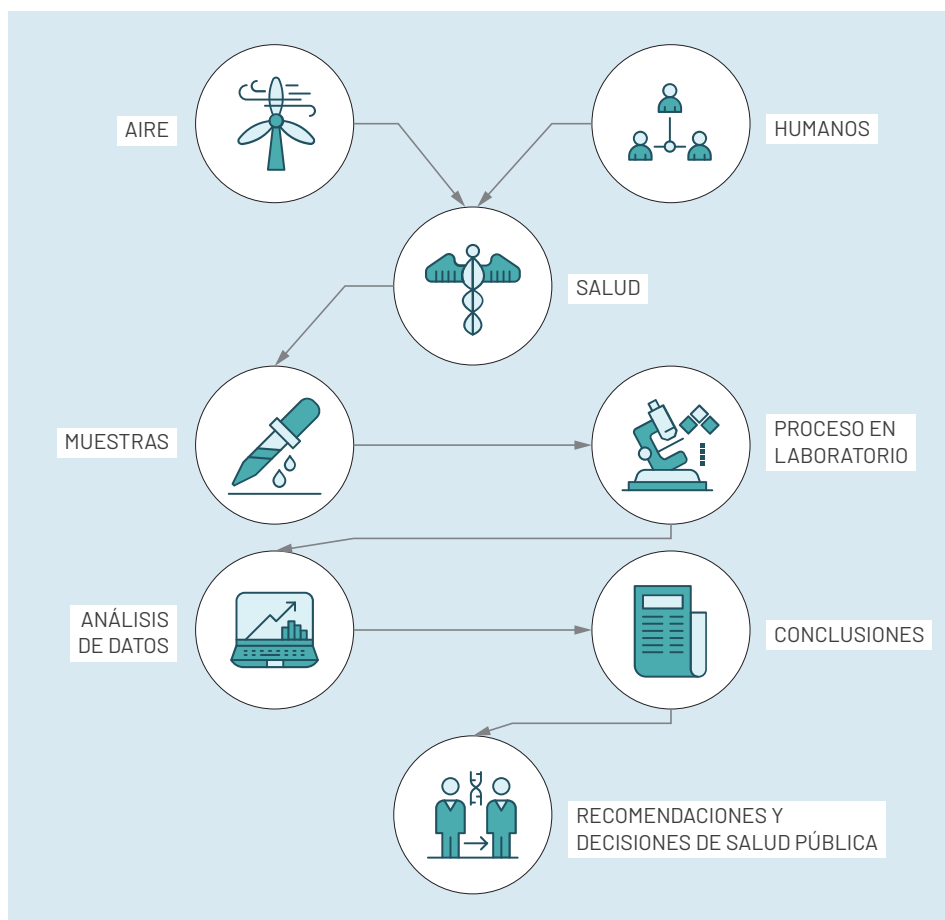 AIRE
HUMANOS
SALUD
MUESTRAS
PROCESO EN
LABORATORIO
ANÁLISIS
DE DATOS
CONCLUSIONES
RECOMENDACIONES Y
DECISIONES DE SALUD PÚBLICA